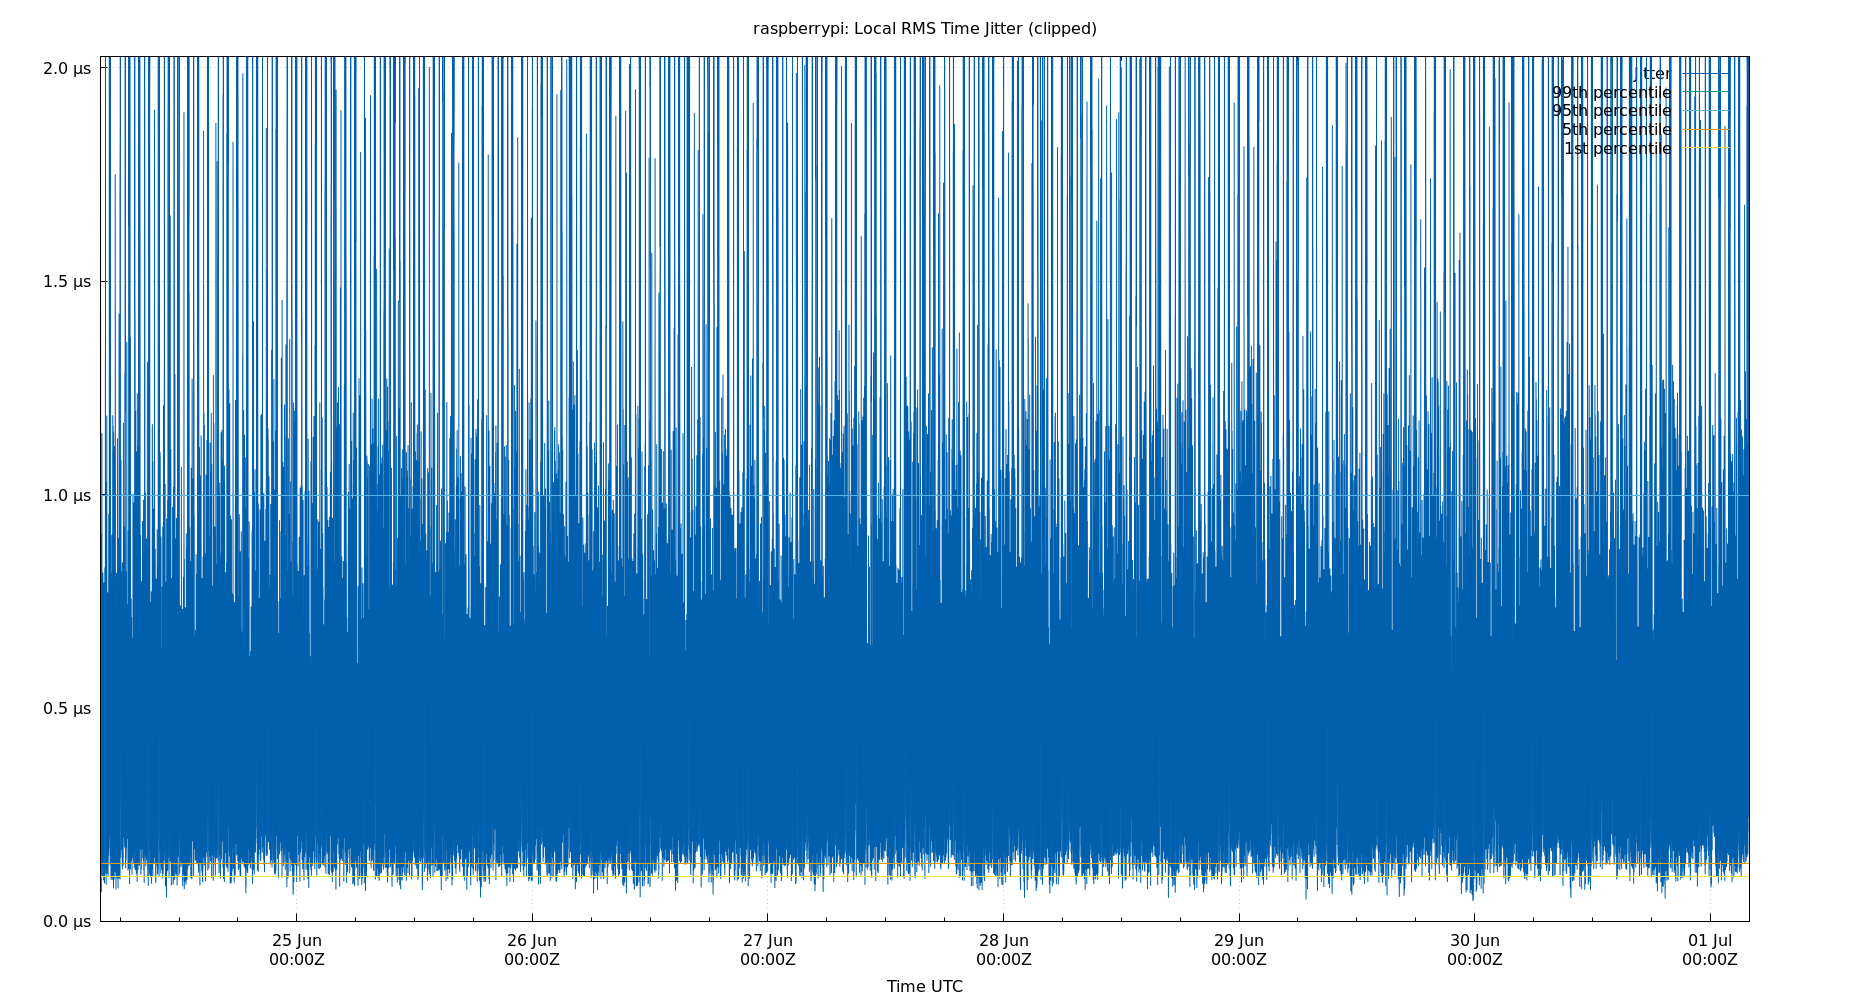 raspberrypi: Local RMS Time Jitter (clipped)
2.0 µs
jitter
99th percentile
95th percentile
5th percentile
1st percentile
1.5 µs
1.0 µs
0.5 µs
0.0 µs
25 Jun 26 Jun 27 Jun 28 Jun 29 Jun 30 Jun 01 Jul
00:00Z 00:00Z 00:00Z 00:00Z 00:00Z 00:00Z 00:00Z
Time UTC